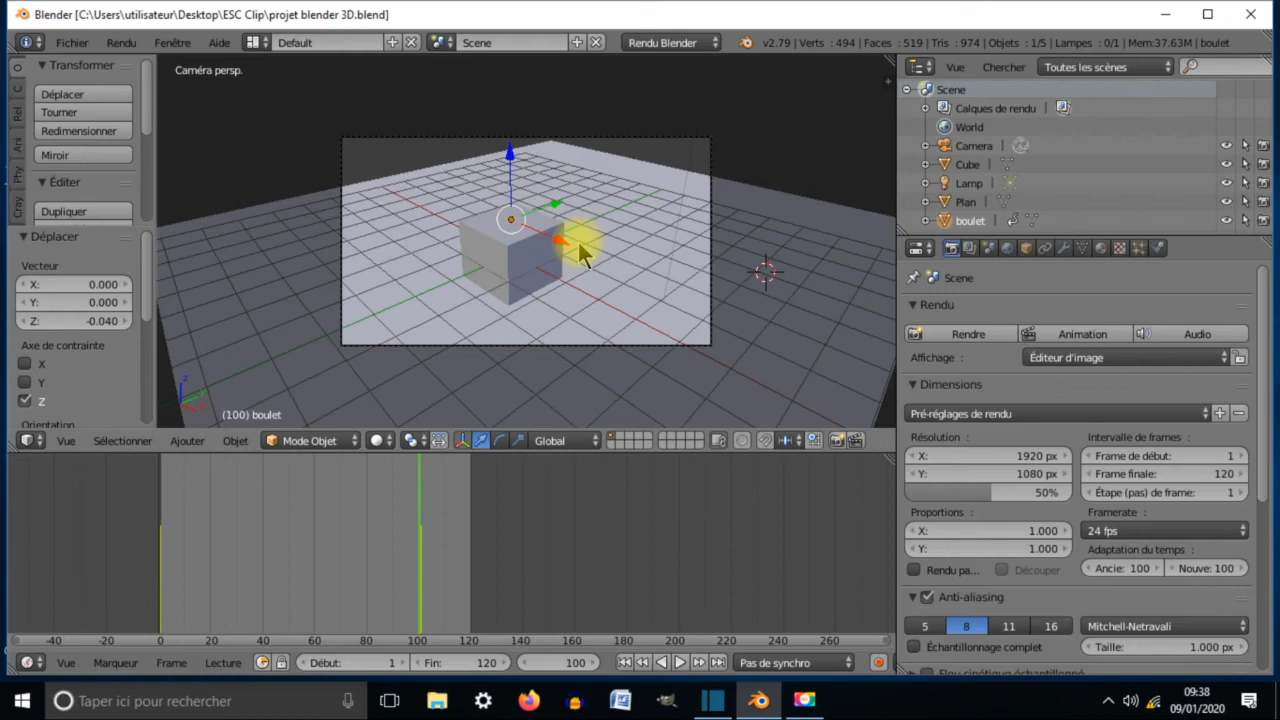 Blender [C:\Users\utilisateur\Desktop\ESC Clip\projet blender 3D.blend]
Fichier Rendu Fenêtre Aide Default Scene Rendu Blender v2.79 | Verts : 494 | Faces : 519 | Tris : 974 | Objets : 1/5 | Lampes : 0/1 | Mem:37.63M | boulet
Transformer
Déplacer
Tourner
Redimensionner
Miroir
Éditer
Dupliquer
Déplacer
Vecteur
X: 0.000
Y: 0.000
Z: -0.040
Axe de contrainte
X
Y
Z
Orientation
O
C
Rel
Ani
Phy
Cray
Caméra persp.
z
(100) boulet
Vue Sélectionner Ajouter Objet Mode Objet Global
-40 -20 0 20 40 60 80 100 120 140 160 180 200 220 240 260
Vue Marqueur Frame Lecture Début: 1 Fin: 120 100 Pas de synchro
Vue Chercher Toutes les scènes
Scene
Calques de rendu
World
Camera
Cube
Lamp
Plan
boulet
Scene
Rendu
Rendre Animation Audio
Affichage : Éditeur d'image
Dimensions
Pré-réglages de rendu
Résolution : Intervalle de frames :
X: 1920 px Frame de début: 1
Y: 1080 px Frame finale: 120
50% Étape (pas) de frame: 1
Proportions : Framerate :
X: 1.000 24 fps
Y: 1.000 Adaptation du temps :
Rendu pa... Découper Ancie: 100 Nouve: 100
Anti-aliasing
5 8 11 16 Mitchell-Netravali
Échantillonnage complet Taille: 1.000 px
Flou cinétique échantillonné
Taper ici pour rechercher
09:38
09/01/2020